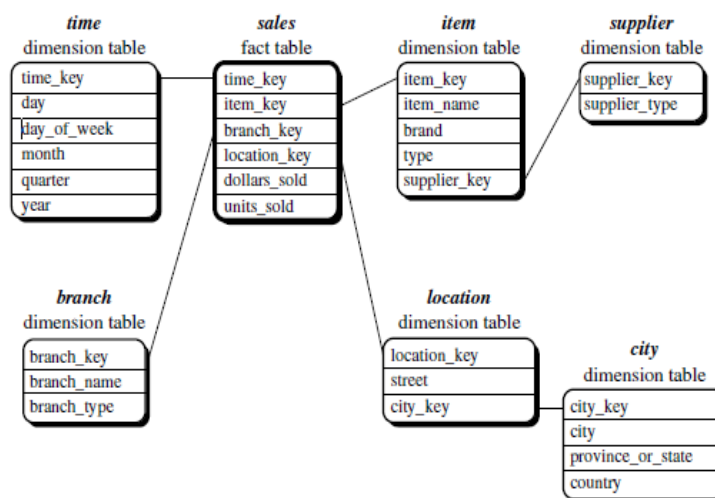 time
dimension table
time_key
day
day_of_week
month
quarter
year
sales
fact table
time_key
item_key
branch_key
location_key
dollars_sold
units_sold
item
dimension table
item_key
item_name
brand
type
supplier_key
supplier
dimension table
supplier_key
supplier_type
branch
dimension table
branch_key
branch_name
branch_type
location
dimension table
location_key
street
city_key
city
dimension table
city_key
city
province_or_state
country